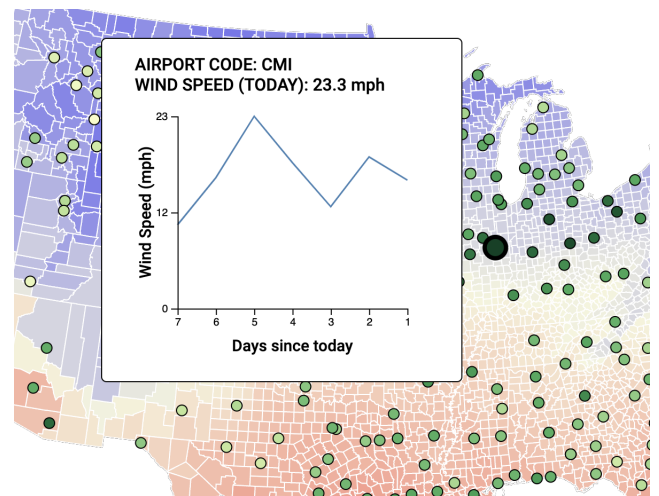 AIRPORT CODE: CMI
WIND SPEED (TODAY): 23.3 mph
23
12
0
Wind Speed (mph)
7 6 5 4 3 2 1
Days since today